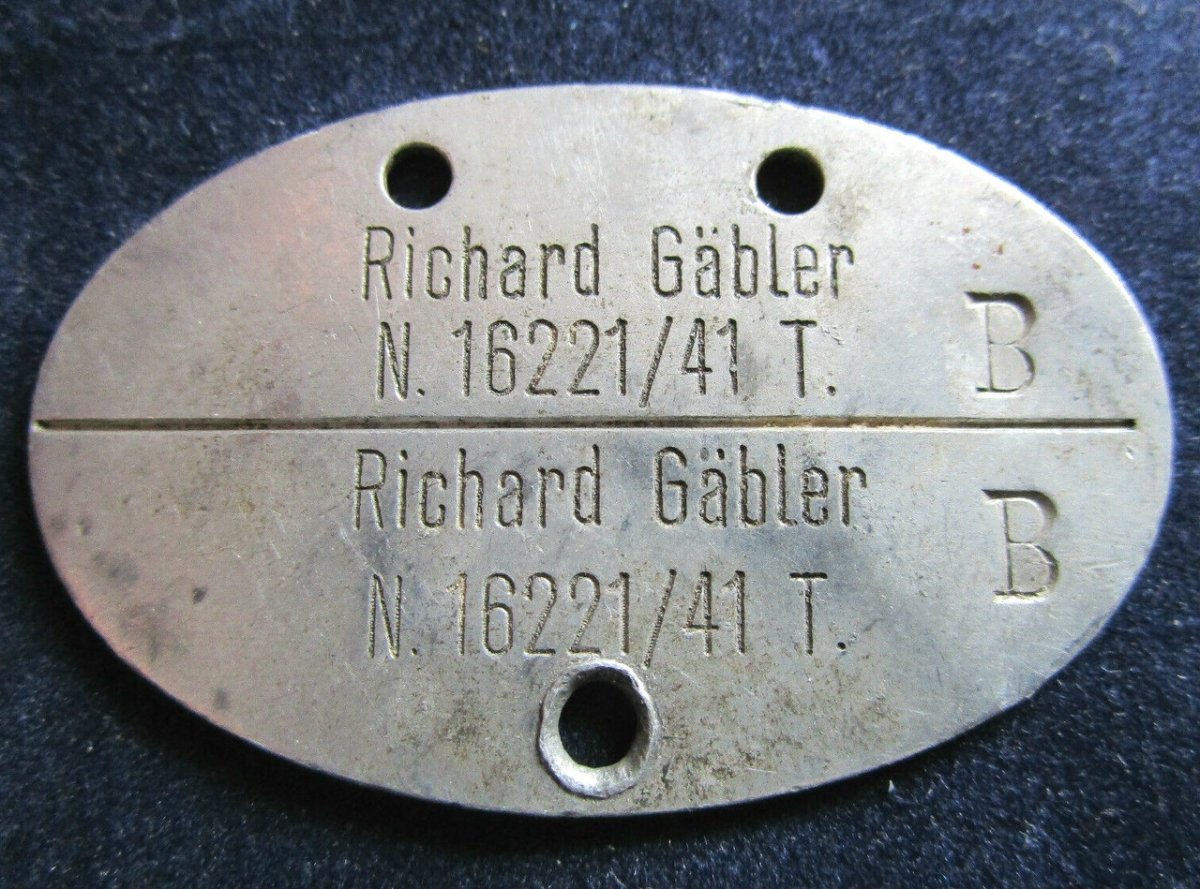 Richard Gäbler
N. 16221/41 T. B
Richard Gäbler
N. 16221/41 T. B